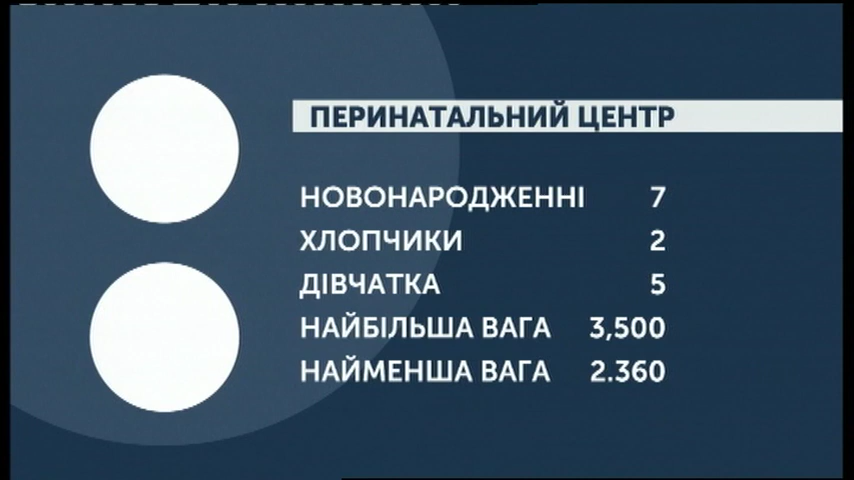 ПЕРИНАТАЛЬНИЙ ЦЕНТР
НОВОНАРОДЖЕННІ 7
ХЛОПЧИКИ 2
ДІВЧАТКА 5
НАЙБІЛЬША ВАГА 3,500
НАЙМЕНША ВАГА 2.360